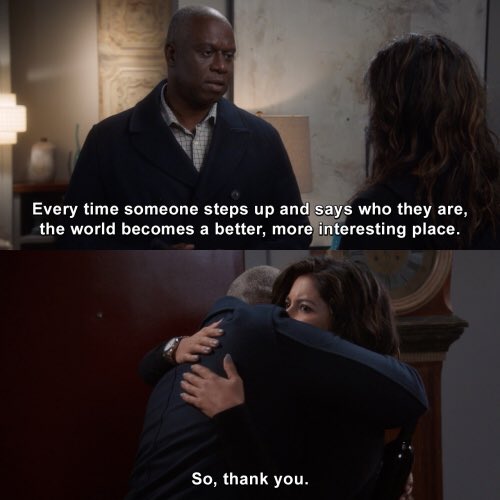 Every time someone steps up and says who they are,
the world becomes a better, more interesting place.
So, thank you.